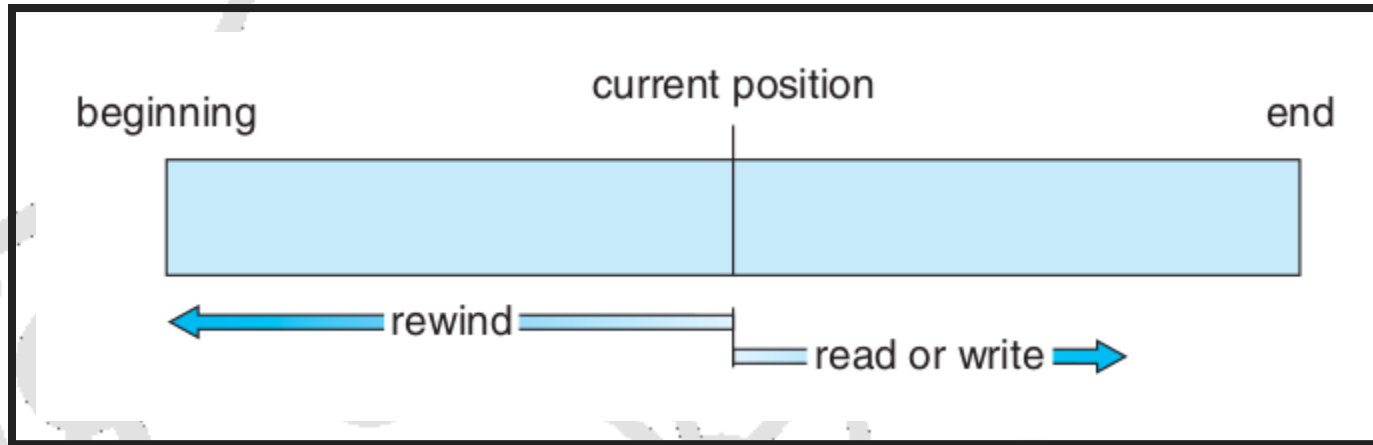 current position
beginning
end
rewind
read or write